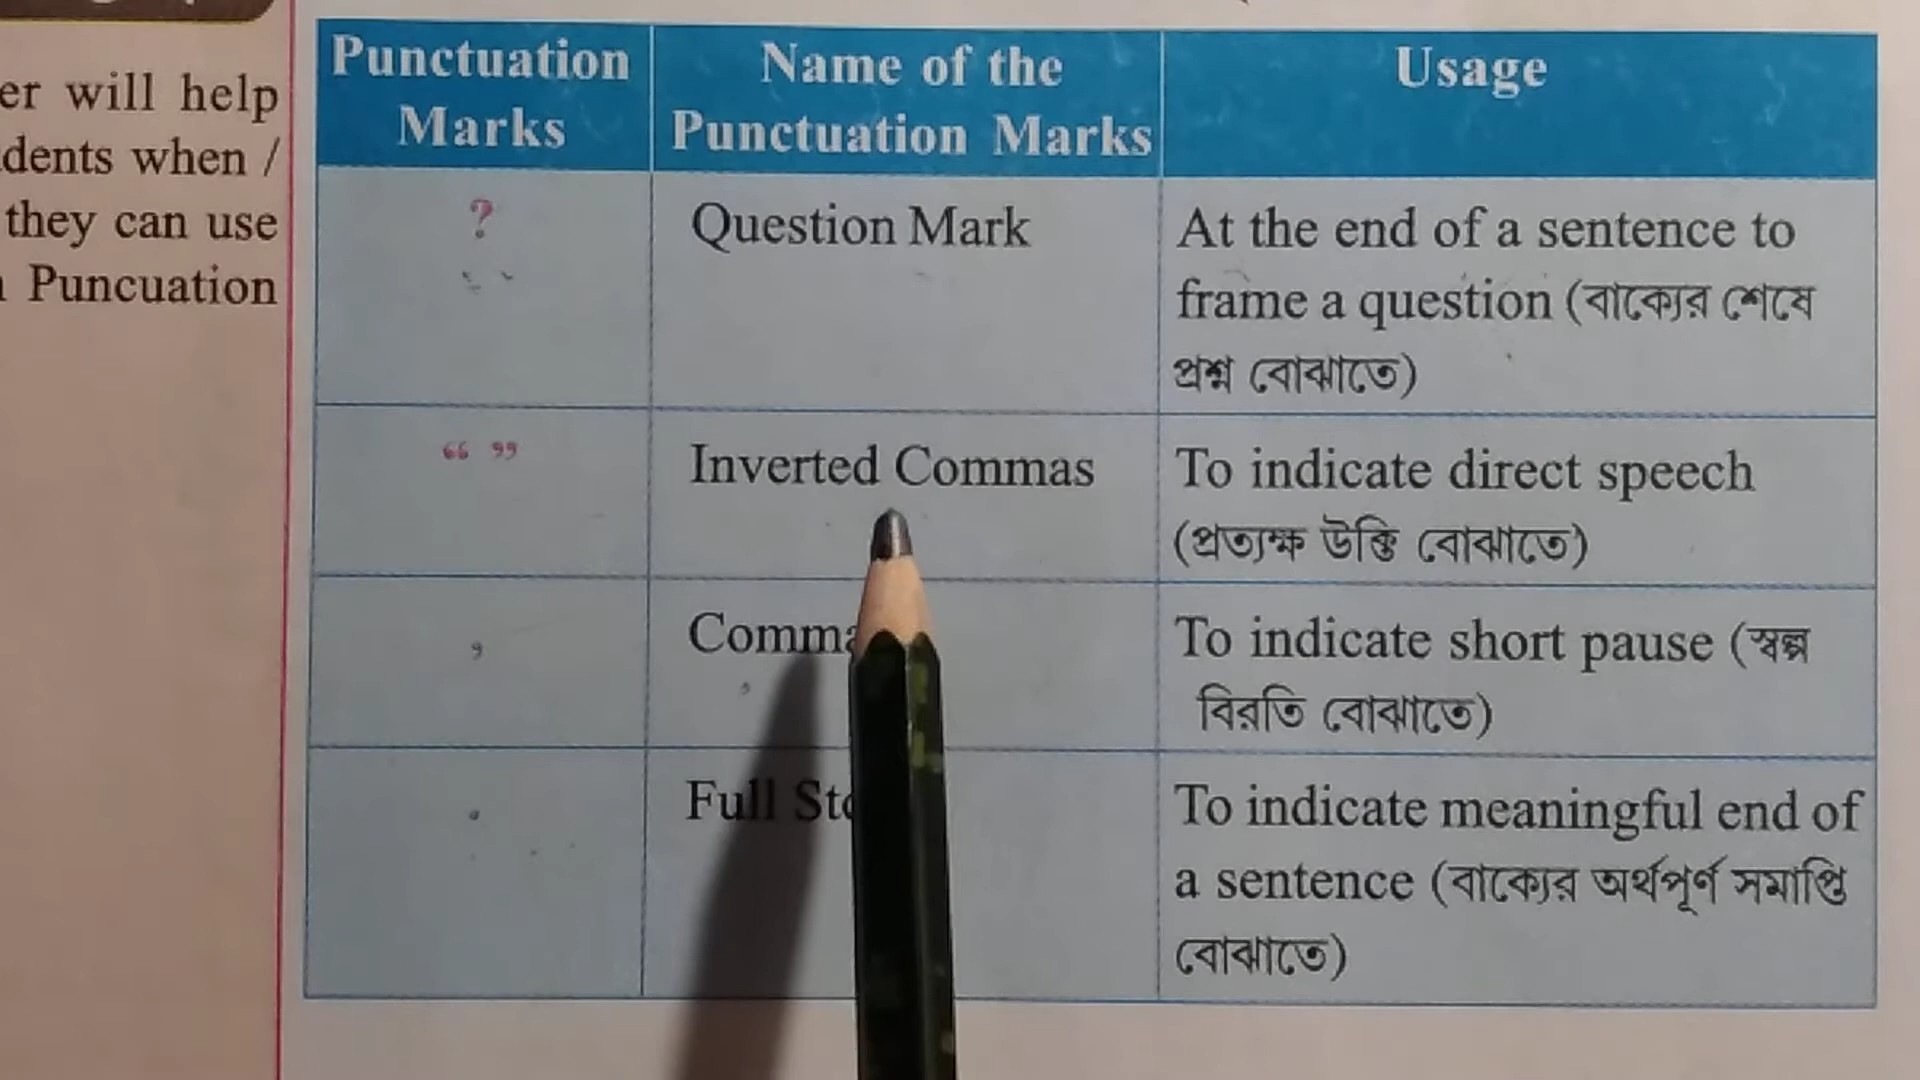 er will help
dents when /
they can use
Puncuation
Punctuation Marks
Name of the Punctuation Marks
Usage
?
Question Mark
At the end of a sentence to
frame a question (বাক্যের শেষে
প্রশ্ন বোঝাতে)
“ ”
Inverted Commas
To indicate direct speech
(প্রত্যক্ষ উক্তি বোঝাতে)
,
Comma
To indicate short pause (স্বল্প
বিরতি বোঝাতে)
.
Full
To indicate meaningful end of
a sentence (বাক্যের অর্থপূর্ণ সমাপ্তি
বোঝাতে)